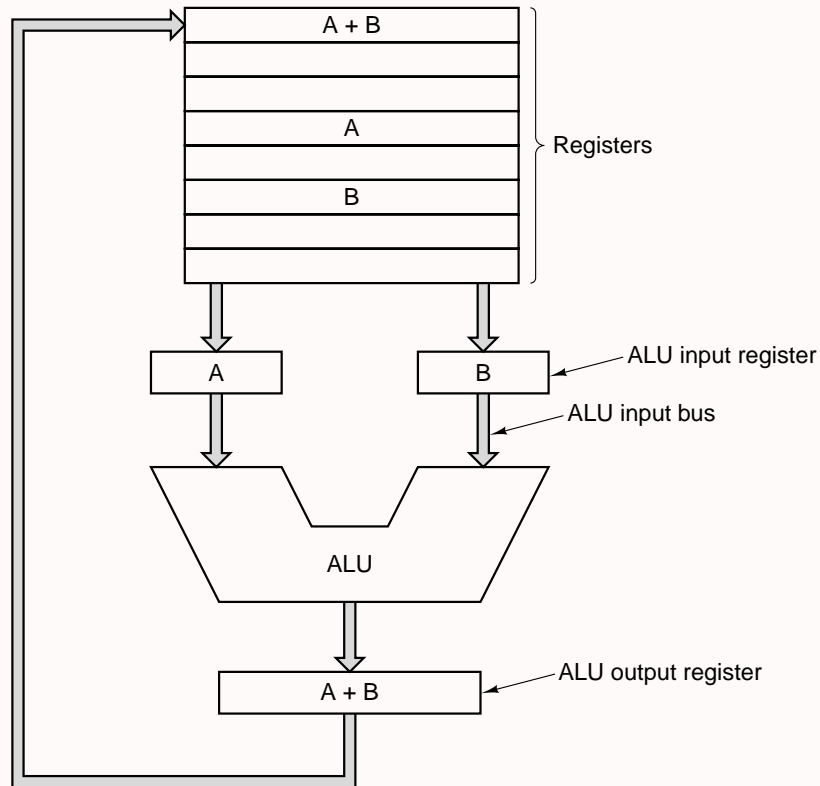 A + B
A
Registers
B
ALU input register
A
B
ALU input bus
ALU
ALU output register
A + B